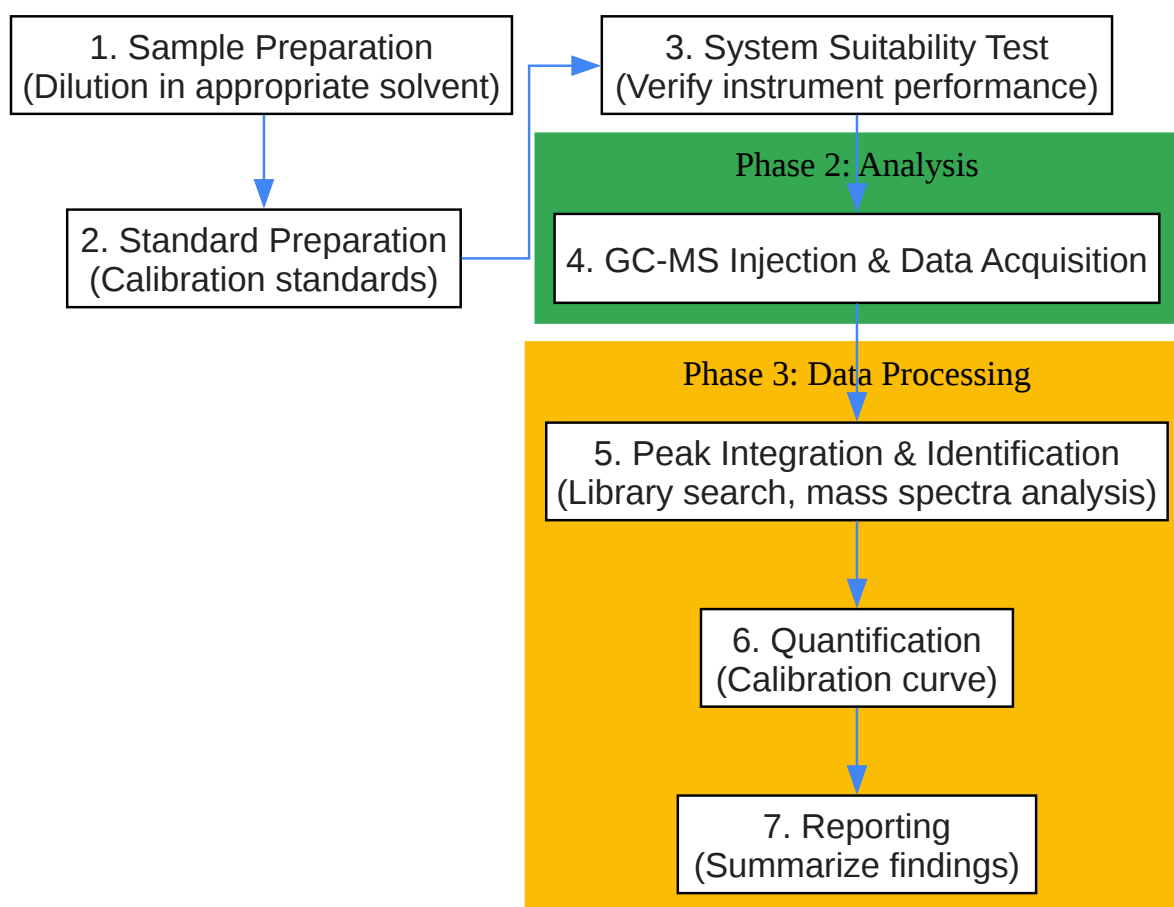 1. Sample Preparation
(Dilution in appropriate solvent)
2. Standard Preparation
(Calibration standards)
3. System Suitability Test
(Verify instrument performance)
Phase 2: Analysis
4. GC-MS Injection & Data Acquisition
Phase 3: Data Processing
5. Peak Integration & Identification
(Library search, mass spectra analysis)
6. Quantification
(Calibration curve)
7. Reporting
(Summarize findings)